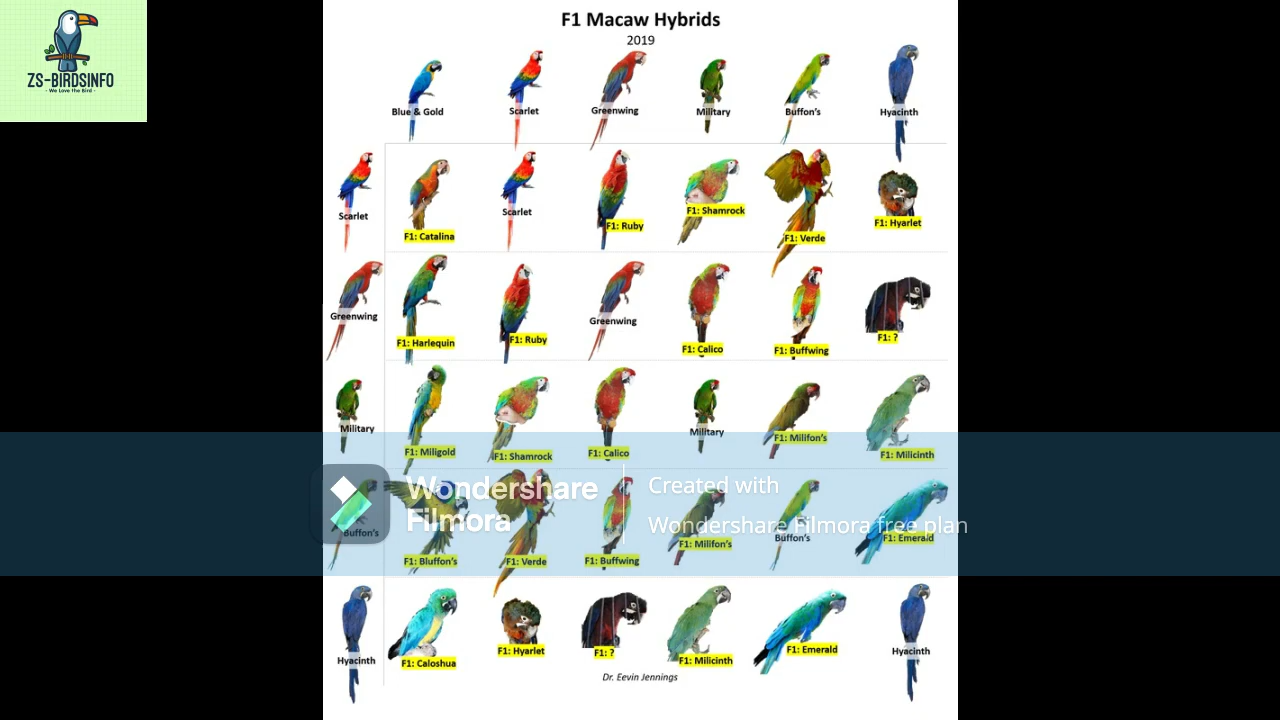 F1 Macaw Hybrids
2019
ZS-BIRDSINFO
- We Love the Bird -
Blue & Gold Scarlet Greenwing Military Buffon's Hyacinth
Scarlet F1: Catalina Scarlet F1: Ruby F1: Shamrock F1: Verde F1: Hyarlet
Greenwing F1: Harlequin F1: Ruby Greenwing F1: Calico F1: Buffwing F1: ?
Military F1: Miligold F1: Shamrock F1: Calico Military F1: Milifon's F1: Milicinth
Wondershare
Filmora
Created with
Wondershare Filmora free plan
Buffon's F1: Bluffon's F1: Verde F1: Buffwing F1: Milifon's Buffon's F1: Emerald
Hyacinth F1: Caloshua F1: Hyarlet F1: ? F1: Milicinth F1: Emerald Hyacinth
Dr. Eevin Jennings